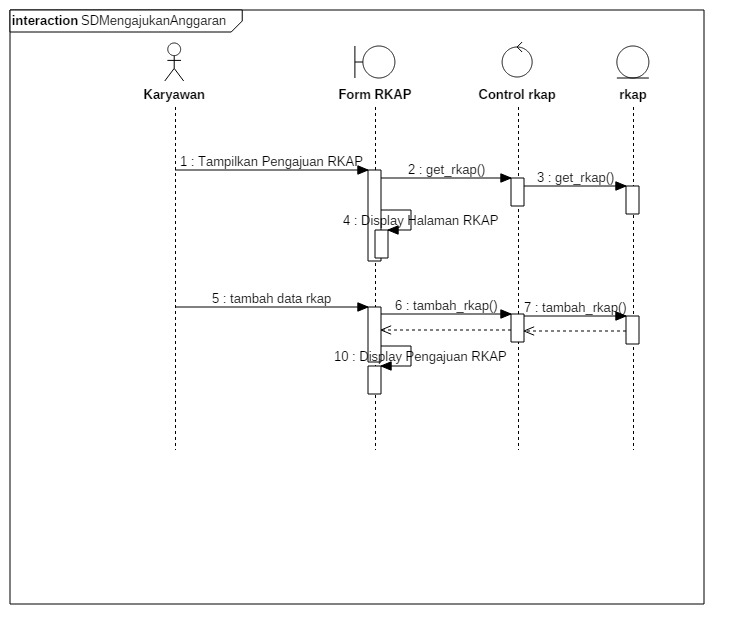 interaction SDMengajukanAnggaran
Karyawan
Form RKAP
Control rkap
rkap
1 : Tampilkan Pengajuan RKAP
2 : get_rkap()
3 : get_rkap()
4 : Display Halaman RKAP
5 : tambah data rkap
6 : tambah_rkap()
7 : tambah_rkap()
10 : Display Pengajuan RKAP